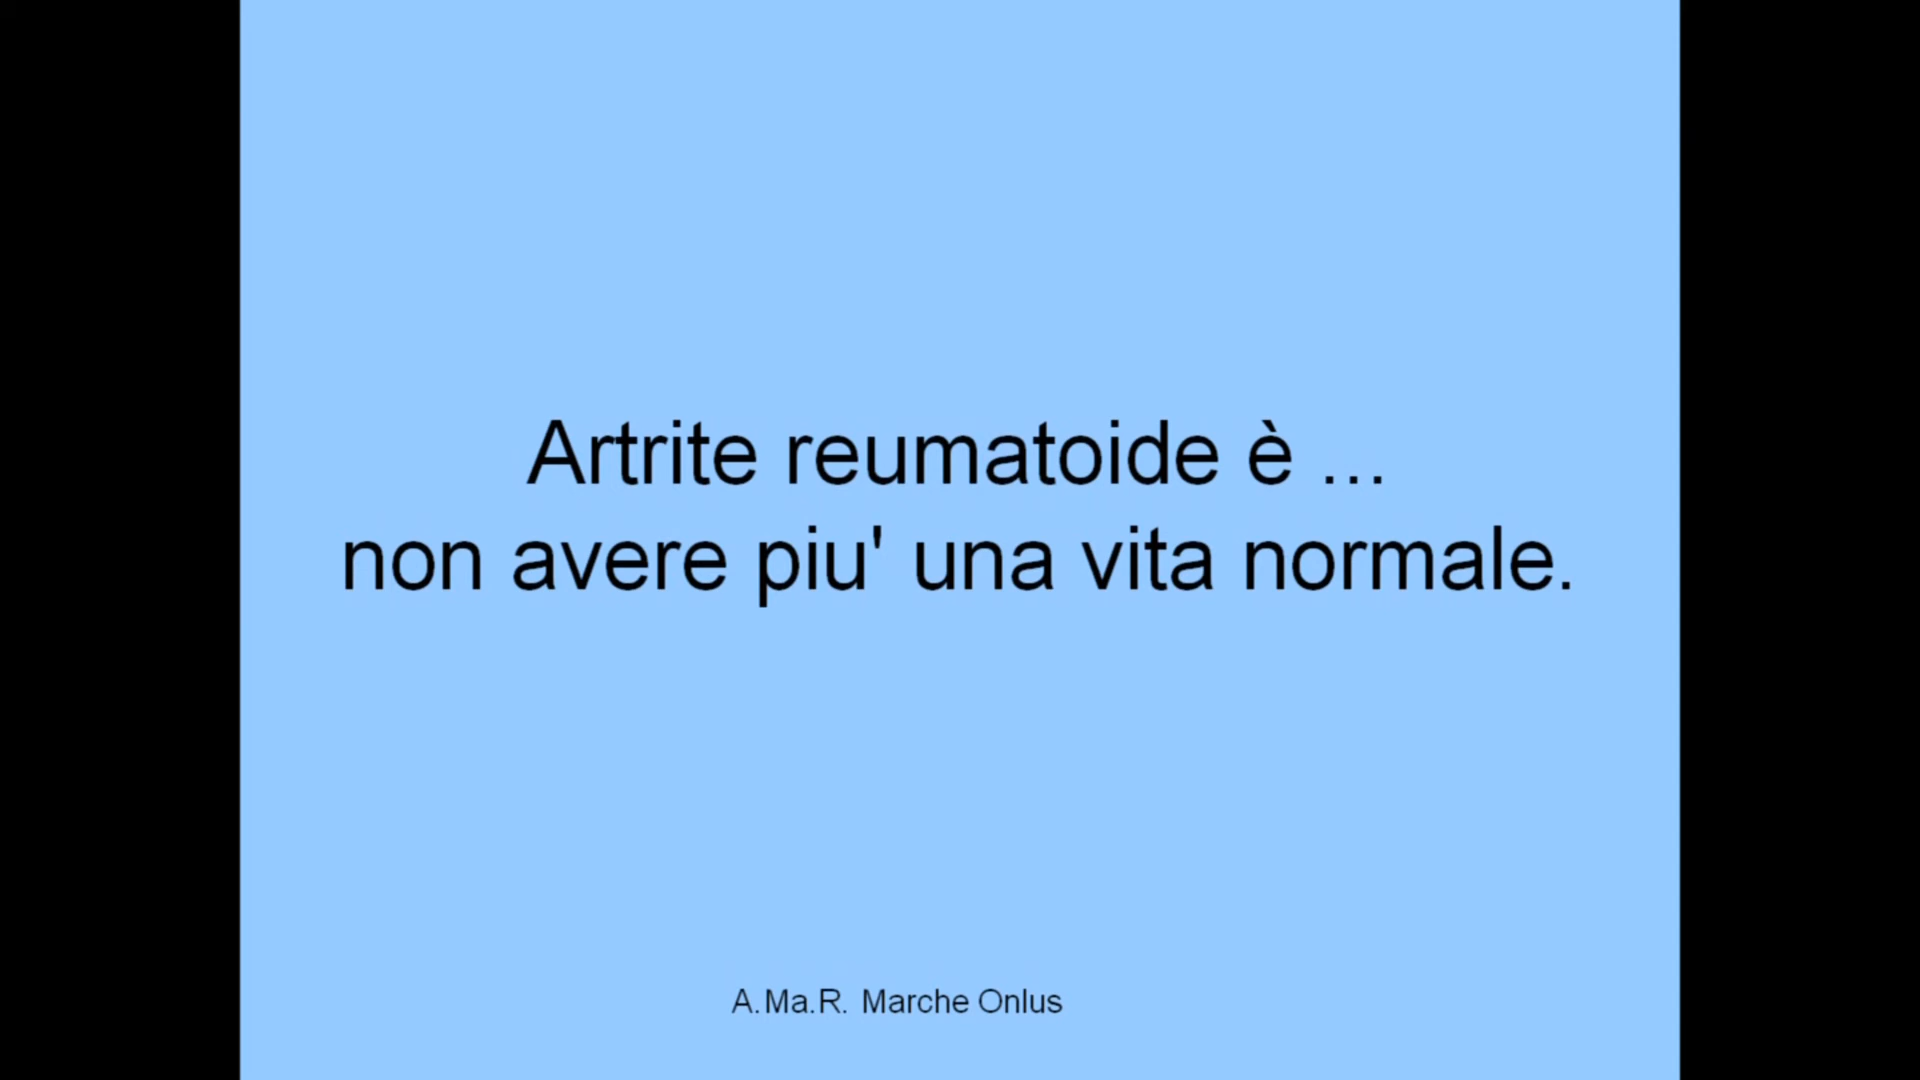 Artrite reumatoide è ...
non avere piu' una vita normale.
A.Ma.R. Marche Onlus